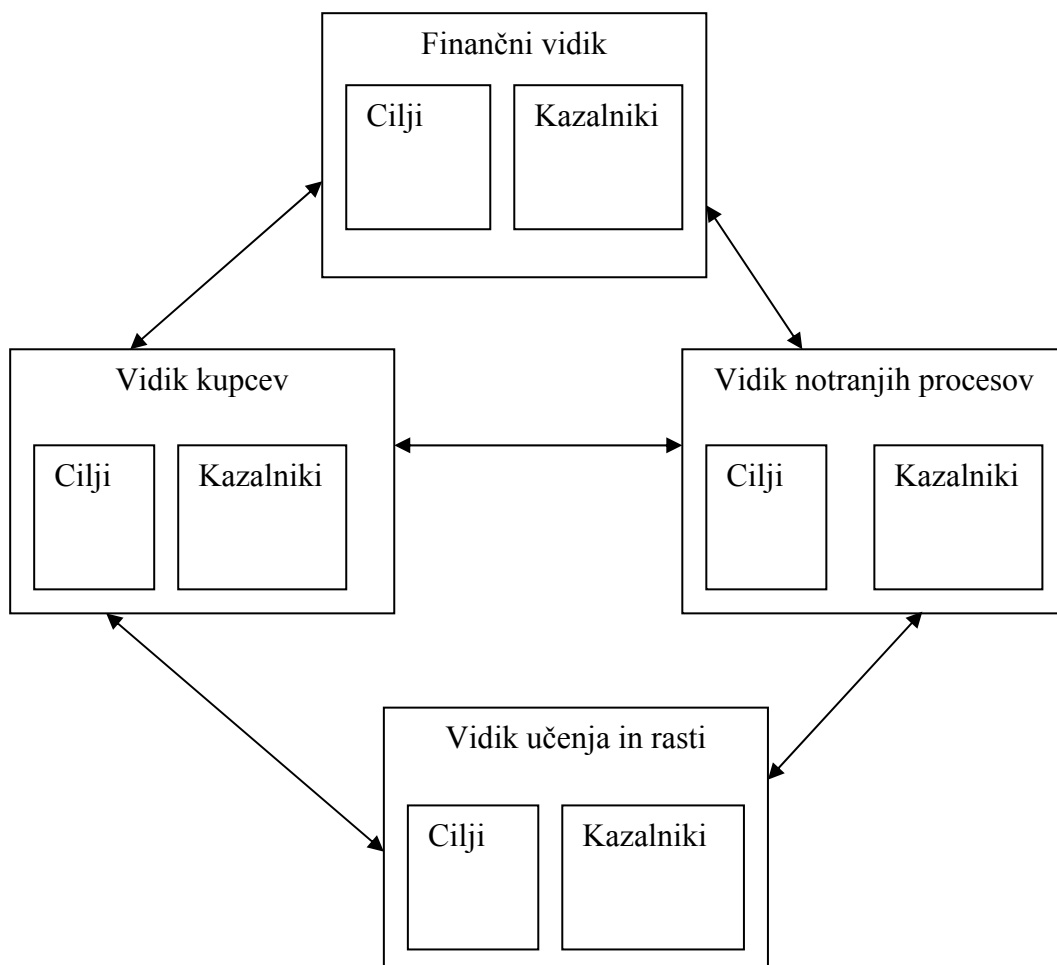 Finančni vidik
Cilji
Kazalniki
Vidik kupcev
Cilji
Kazalniki
Vidik notranjih procesov
Cilji
Kazalniki
Vidik učenja in rasti
Cilji
Kazalniki